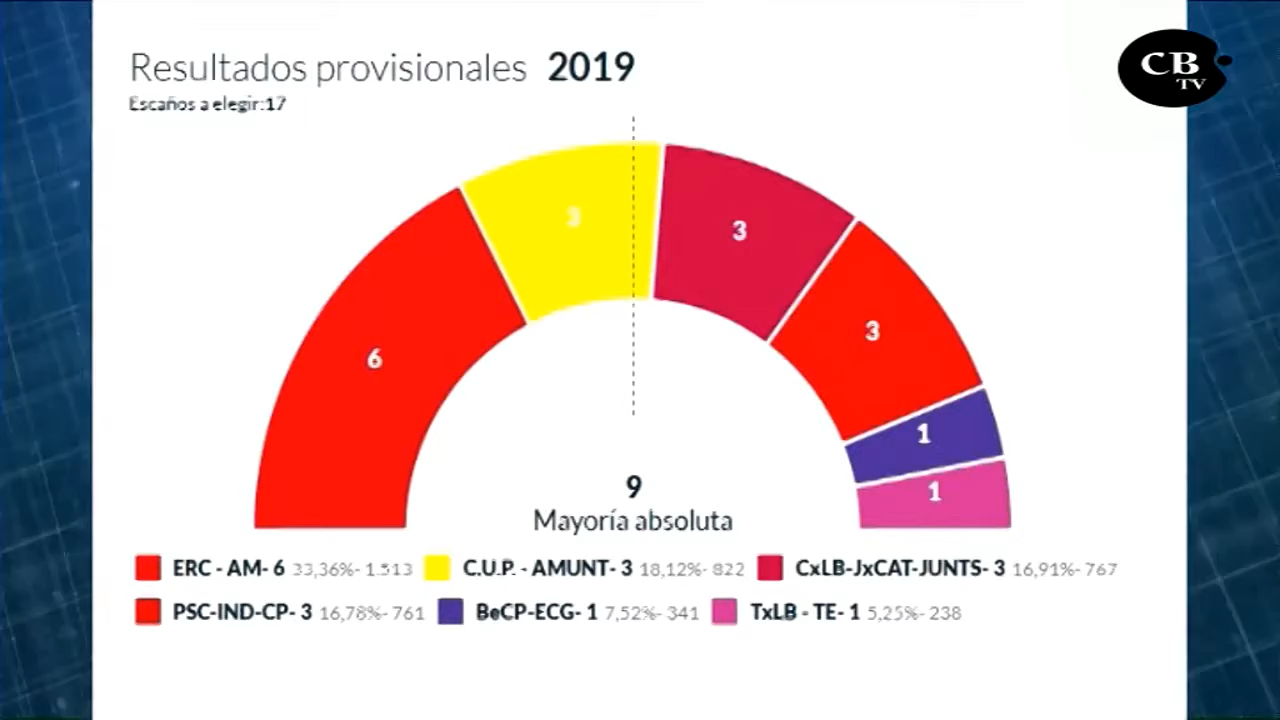 Resultados provisionales 2019
Escaños a elegir:17
CB
TV
6
3
3
3
1
1
9
Mayoría absoluta
ERC - AM- 6 33,36%- 1.513 C.U.P. - AMUNT- 3 18,12%- 822 CxLB-JxCAT-JUNTS- 3 16,91%- 767
PSC-IND-CP- 3 16,78%- 761 BeCP-ECG- 1 7,52%- 341 TxLB - TE- 1 5,25%- 238